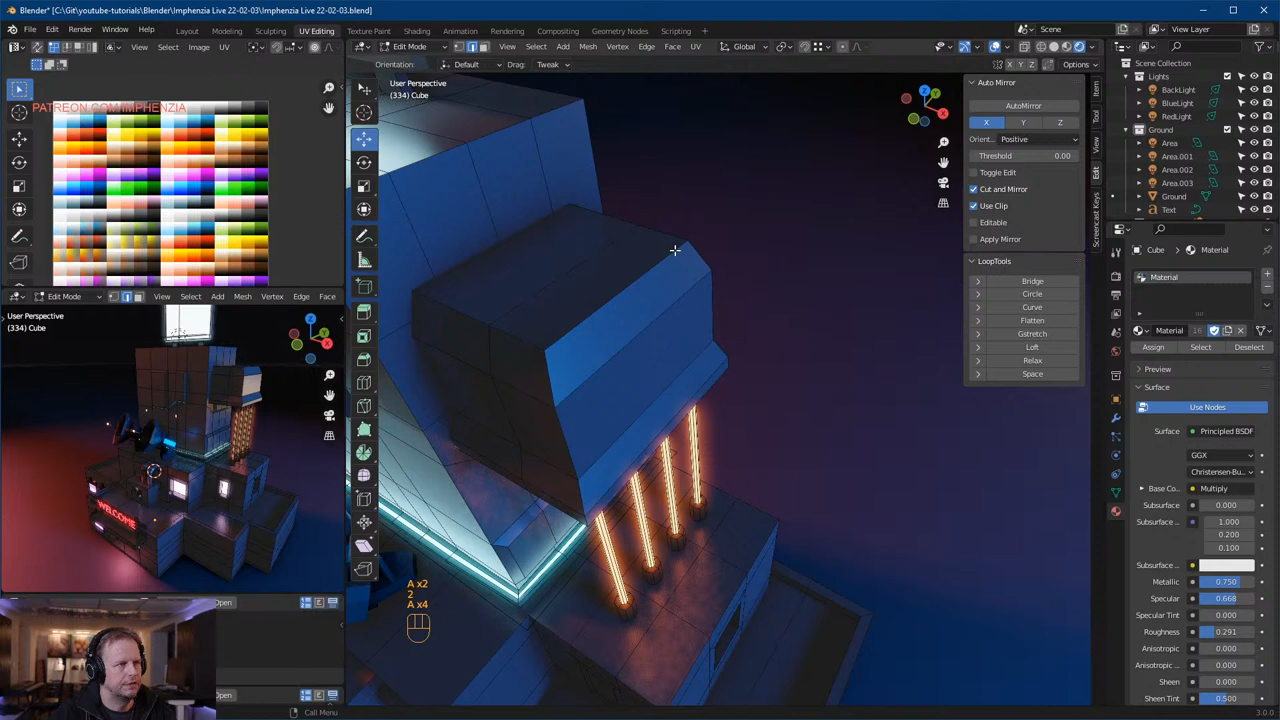 Blender* [C:\Git\youtube-tutorials\Blender\Imphenzia Live 22-02-03\Imphenzia Live 22-02-03.blend]
File Edit Render Window Help Layout Modeling Sculpting UV Editing Texture Paint Shading Animation Rendering Compositing Geometry Nodes Scripting + Scene View Layer
View Select Image UV
Edit Mode View Select Add Mesh Vertex Edge Face UV Global
Orientation: Default Drag: Tweak X Y Z Options
PATREON.COM/IMPHENZIA
User Perspective
(334) Cube
Auto Mirror
AutoMirror
X Y Z
Orient... Positive
Threshold 0.00
Toggle Edit
Cut and Mirror
Use Clip
Editable
Apply Mirror
LoopTools
Bridge
Circle
Curve
Flatten
Gstretch
Loft
Relax
Space
Item
Tool
View
Edit
Screencast Keys
Scene Collection
Lights
BackLight
BlueLight
RedLight
Ground
Area
Area.001
Area.002
Area.003
Ground
Text
Cube > Material
Material
Material 16
Assign Select Deselect
Preview
Surface
Use Nodes
Surface Principled BSDF
GGX
Christensen-Bu...
Base Co... Multiply
Subsurface 0.000
Subsurface ... 1.000
0.200
0.100
Subsurface ...
Metallic 0.750
Specular 0.668
Specular Tint 0.000
Roughness 0.291
Anisotropic 0.000
Anisotropic ... 0.000
Sheen 0.000
Sheen Tint 0.500
Edit Mode View Select Add Mesh Vertex Edge Face
User Perspective
(334) Cube
WELCOME
A x2
2
A x4
Open
Open
Call Menu
3.0.0